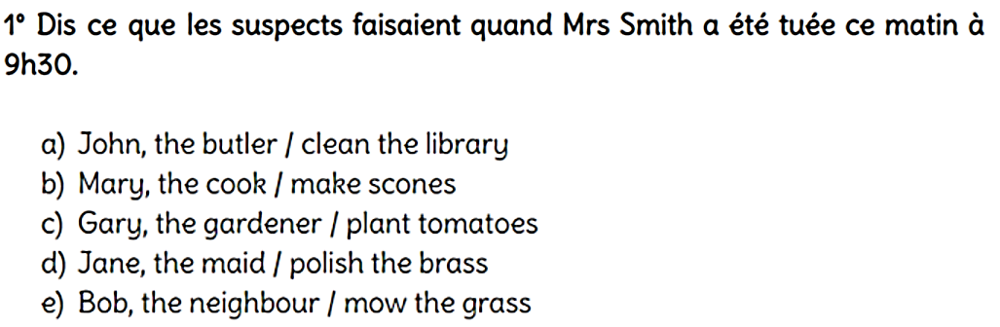 1° Dis ce que les suspects faisaient quand Mrs Smith a été tuée ce matin à
9h30.
a) John, the butler / clean the library
b) Mary, the cook / make scones
c) Gary, the gardener / plant tomatoes
d) Jane, the maid / polish the brass
e) Bob, the neighbour / mow the grass